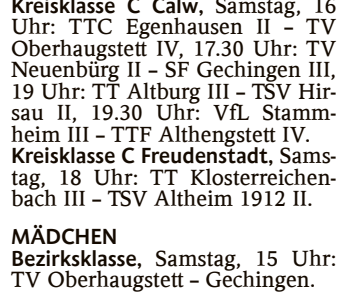 Kreisklasse C Calw, Samstag, 16
Uhr: TTC Egenhausen II – TV
Oberhaugstett IV, 17.30 Uhr: TV
Neuenbürg II – SF Gechingen III,
19 Uhr: TT Altburg III – TSV Hir-
sau II, 19.30 Uhr: VfL Stamm-
heim III – TTF Althengstett IV.
Kreisklasse C Freudenstadt, Sams-
tag, 18 Uhr: TT Klosterreichen-
bach III – TSV Altheim 1912 II.
MÄDCHEN
Bezirksklasse, Samstag, 15 Uhr:
TV Oberhaugstett – Gechingen.